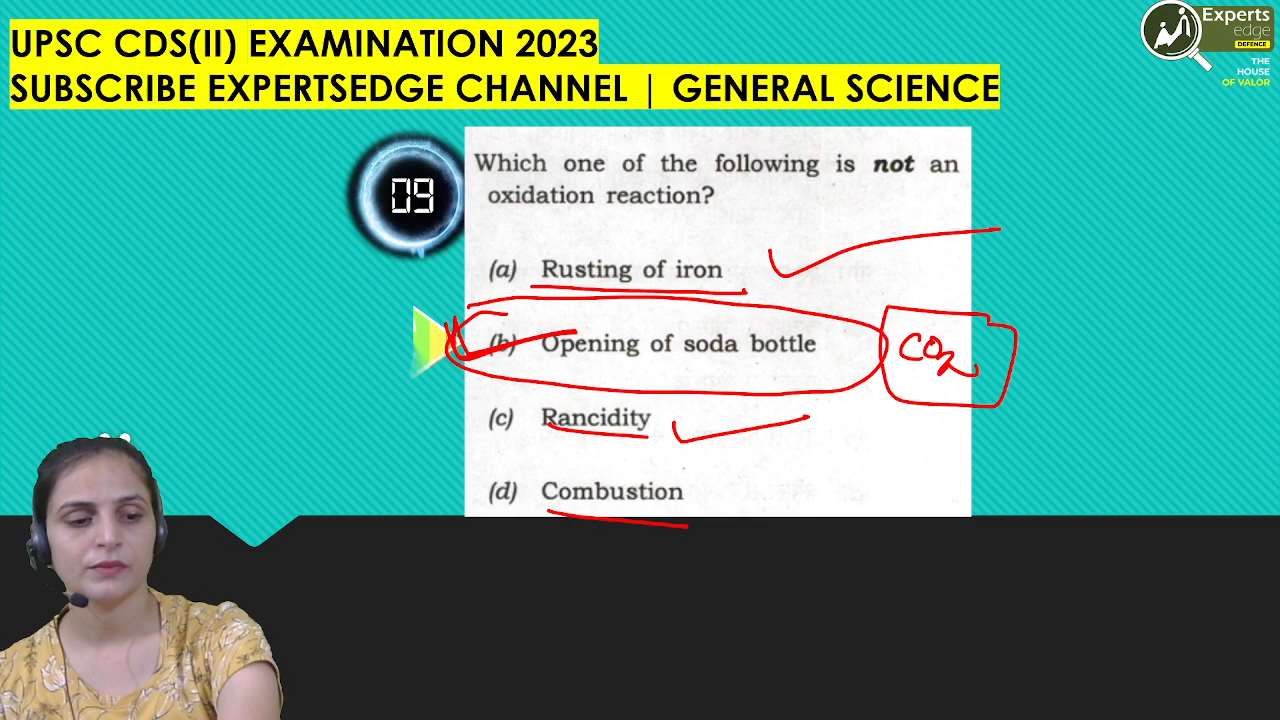 UPSC CDS(II) EXAMINATION 2023
SUBSCRIBE EXPERTSEDGE CHANNEL | GENERAL SCIENCE
Experts
edge
DEFENCE
THE
HOUSE
OF VALOR
09
Which one of the following is not an
oxidation reaction?
(a) Rusting of iron
(b) Opening of soda bottle
CO2
(c) Rancidity
(d) Combustion